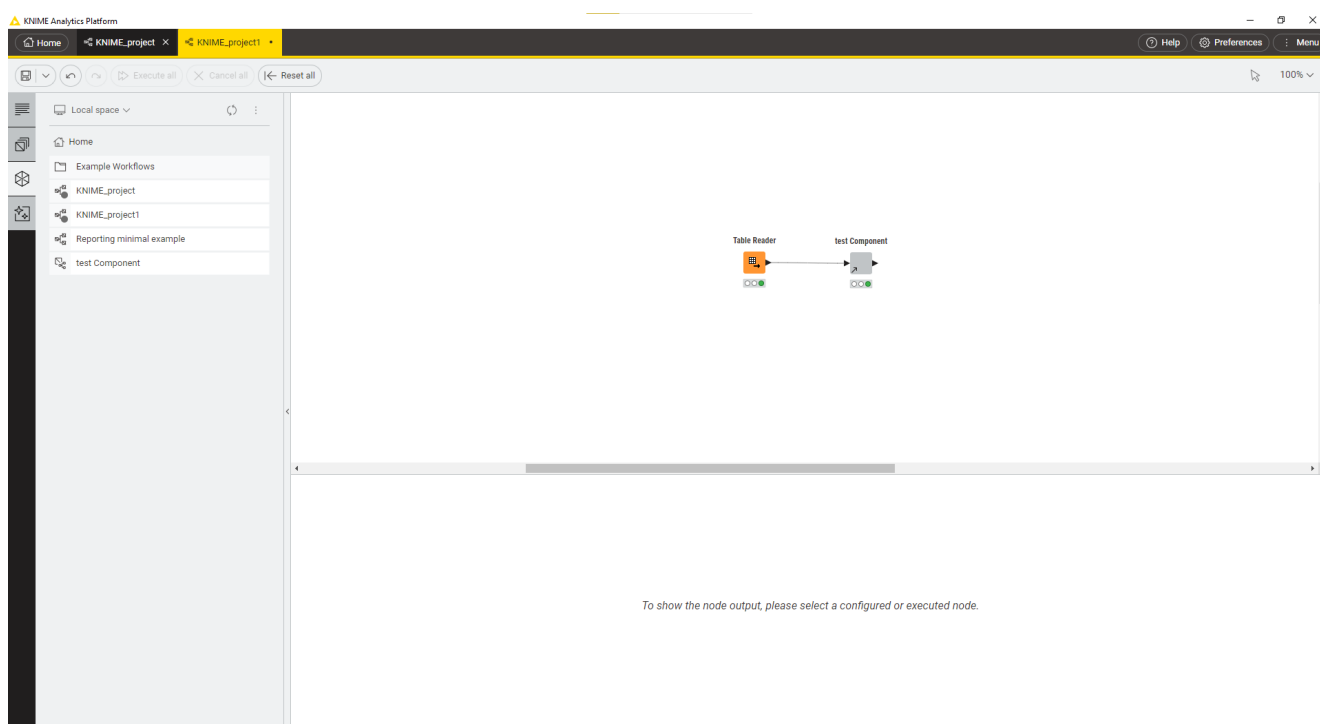 KNIME Analytics Platform
Home KNIME_project KNIME_project1 Help Preferences Menu
Execute all Cancel all Reset all 100%
Local space
Home
Example Workflows
KNIME_project
KNIME_project1
Reporting minimal example
test Component
Table Reader test Component
To show the node output, please select a configured or executed node.